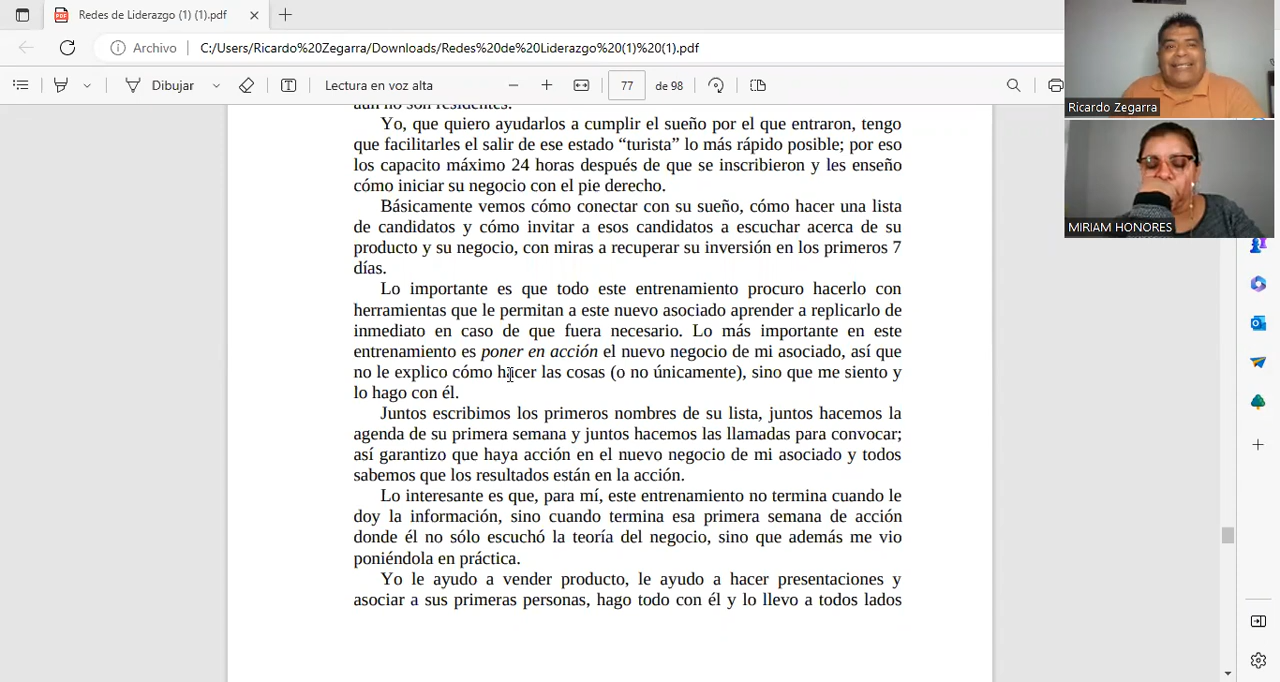 Redes de Liderazgo (1) (1).pdf
Archivo
C:/Users/Ricardo%20Zegarra/Downloads/Redes%20de%20Liderazgo%20(1)%20(1).pdf
Dibujar
Lectura en voz alta
77
de 98
aún no son residentes.
Yo, que quiero ayudarlos a cumplir el sueño por el que entraron, tengo
que facilitarles el salir de ese estado “turista” lo más rápido posible; por eso
los capacito máximo 24 horas después de que se inscribieron y les enseño
cómo iniciar su negocio con el pie derecho.
Básicamente vemos cómo conectar con su sueño, cómo hacer una lista
de candidatos y cómo invitar a esos candidatos a escuchar acerca de su
producto y su negocio, con miras a recuperar su inversión en los primeros 7
días.
Lo importante es que todo este entrenamiento procuro hacerlo con
herramientas que le permitan a este nuevo asociado aprender a replicarlo de
inmediato en caso de que fuera necesario. Lo más importante en este
entrenamiento es poner en acción el nuevo negocio de mi asociado, así que
no le explico cómo hacer las cosas (o no únicamente), sino que me siento y
lo hago con él.
Juntos escribimos los primeros nombres de su lista, juntos hacemos la
agenda de su primera semana y juntos hacemos las llamadas para convocar;
así garantizo que haya acción en el nuevo negocio de mi asociado y todos
sabemos que los resultados están en la acción.
Lo interesante es que, para mí, este entrenamiento no termina cuando le
doy la información, sino cuando termina esa primera semana de acción
donde él no sólo escuchó la teoría del negocio, sino que además me vio
poniéndola en práctica.
Yo le ayudo a vender producto, le ayudo a hacer presentaciones y
asociar a sus primeras personas, hago todo con él y lo llevo a todos lados
Ricardo Zegarra
MIRIAM HONORES